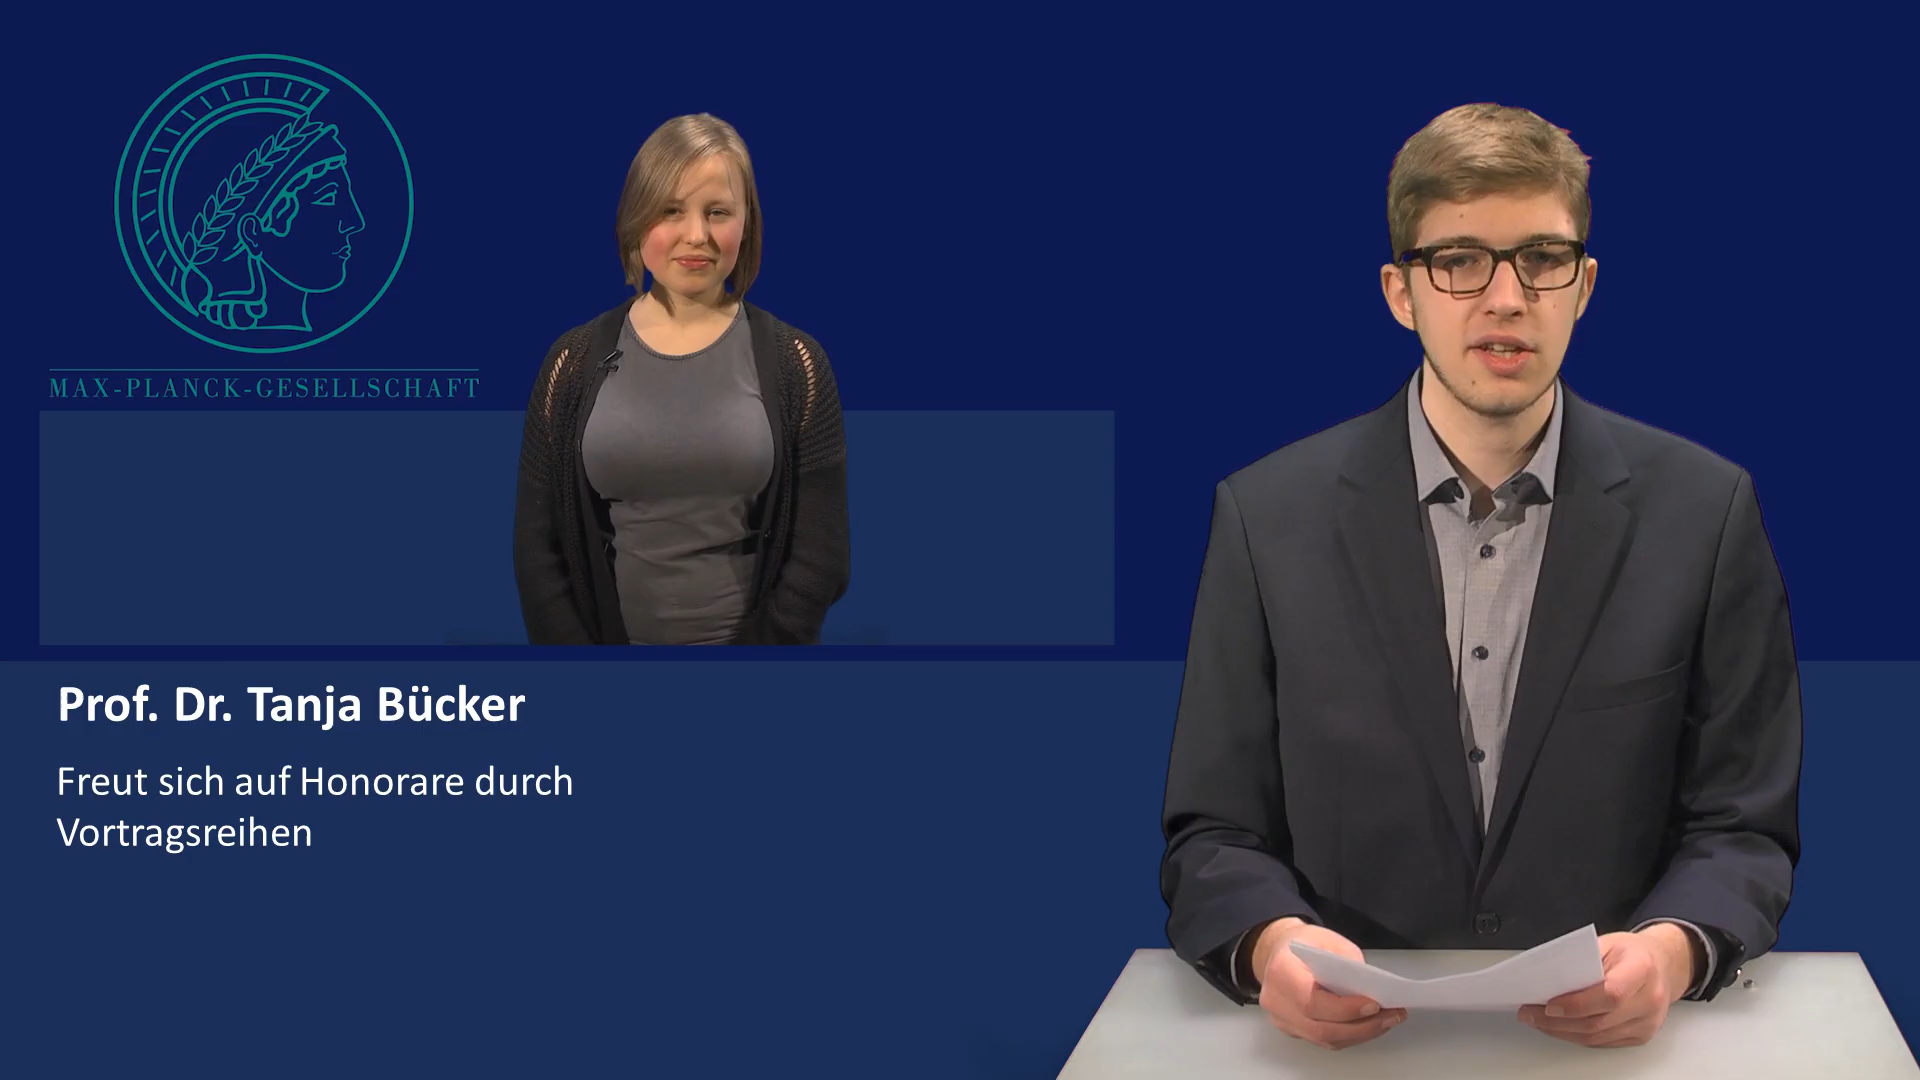 MAX-PLANCK-GESELLSCHAFT
Prof. Dr. Tanja Bücker
Freut sich auf Honorare durch
Vortragsreihen